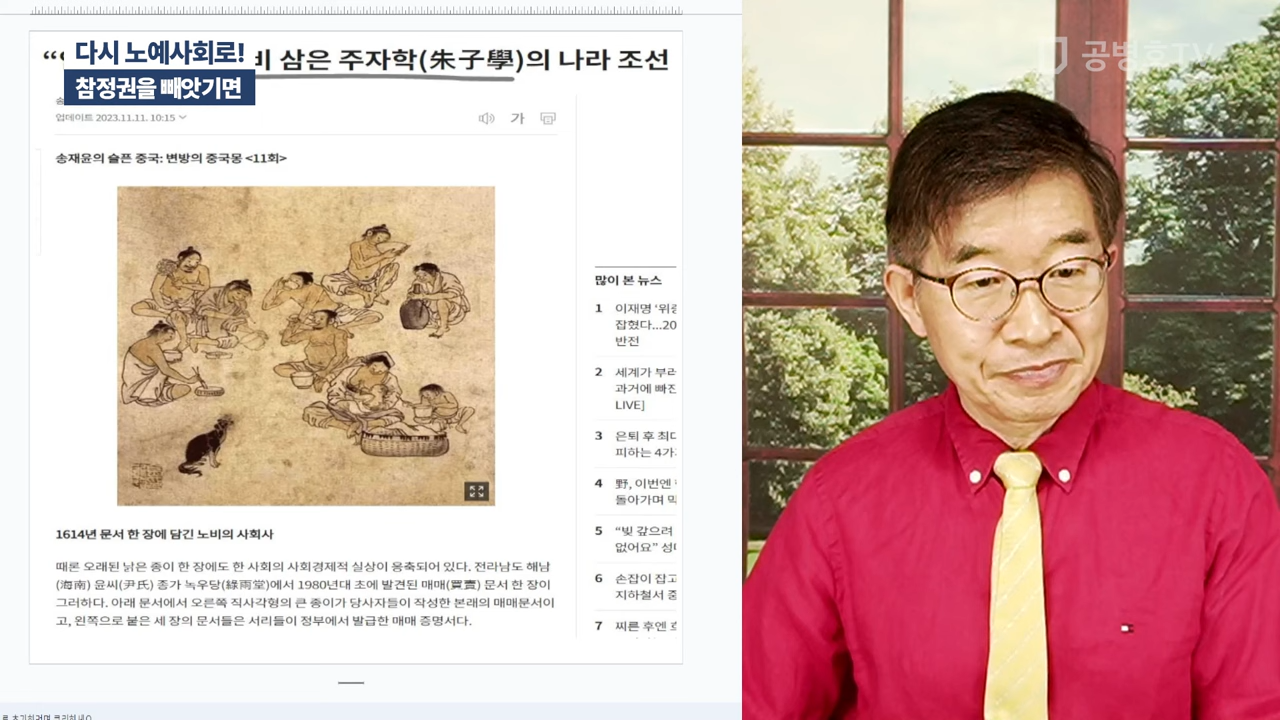 다시 노예사회로!
참정권을 빼앗기면
비 삼은 주자학(朱子學)의 나라 조선
공병호TV
업데이트 2023.11.11. 10:15
가
송재윤의 슬픈 중국: 변방의 중국몽 <11회>
1614년 문서 한 장에 담긴 노비의 사회사
때론 오래된 낡은 종이 한 장에도 한 사회의 사회경제적 실상이 응축되어 있다. 전라남도 해남
(海南) 윤씨(尹氏) 종가 녹우당(綠雨堂)에서 1980년대 초에 발견된 매매(買賣) 문서 한 장이
그러하다. 아래 문서에서 오른쪽 직사각형의 큰 종이가 당사자들이 작성한 본래의 매매문서이
고, 왼쪽으로 붙은 세 장의 문서들은 서리들이 정부에서 발급한 매매 증명서다.
많이 본 뉴스
1 이재명
잡혔다...20
반전
2 세계가
과거에 빠진
LIVE]
3 은퇴 후 최대
피하는 4가
4 野, 이번엔
돌아가며
5 “빚 갚으려
없어요”
6 손잡이 잡고
지하철서
7 찌른 후엔